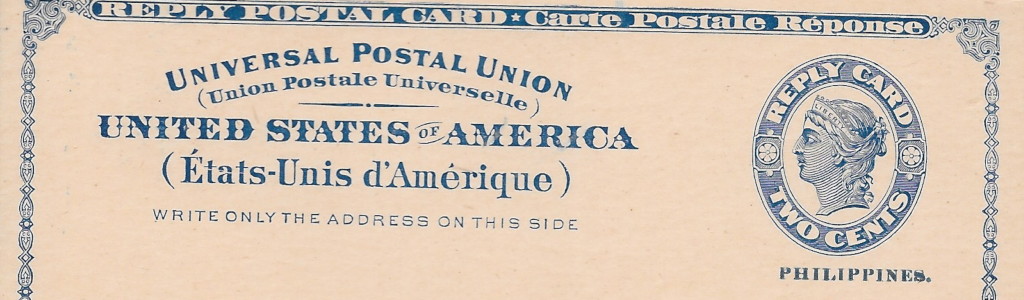 REPLY POSTAL CARD ★ Carte Postale Réponse
UNIVERSAL POSTAL UNION
(Union Postale Universelle)
UNITED STATES OF AMERICA
(États-Unis d'Amérique)
WRITE ONLY THE ADDRESS ON THIS SIDE
REPLY CARD
LIBERTY
TWO CENTS
PHILIPPINES.